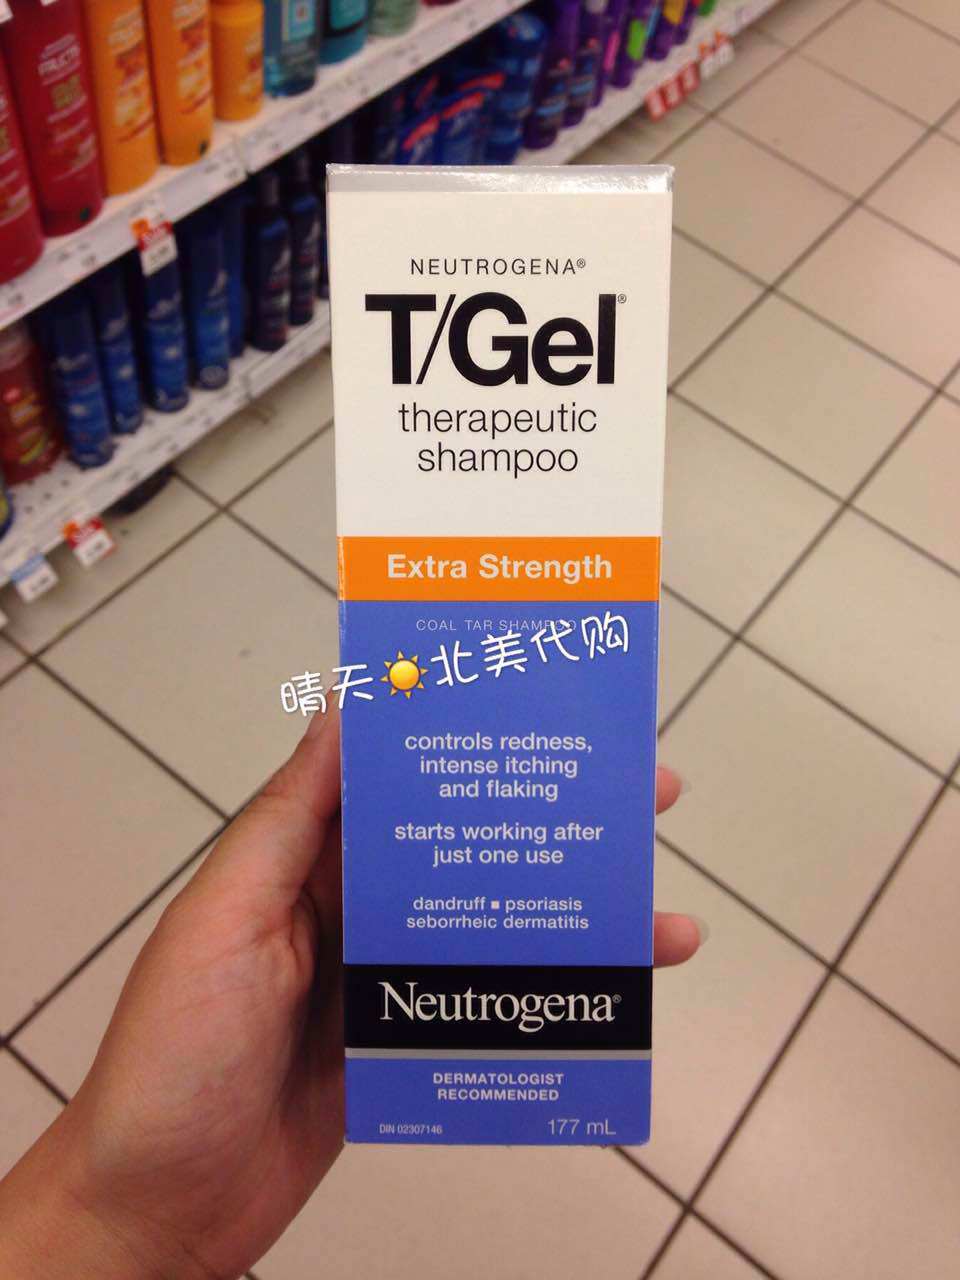 NEUTROGENA®
T/Gel®
therapeutic
shampoo
Extra Strength
COAL TAR SHAMPOO
晴天☀️北美代购
controls redness,
intense itching
and flaking
starts working after
just one use
dandruff ▪ psoriasis
seborrheic dermatitis
Neutrogena®
DERMATOLOGIST
RECOMMENDED
DIN 02307146
177 mL